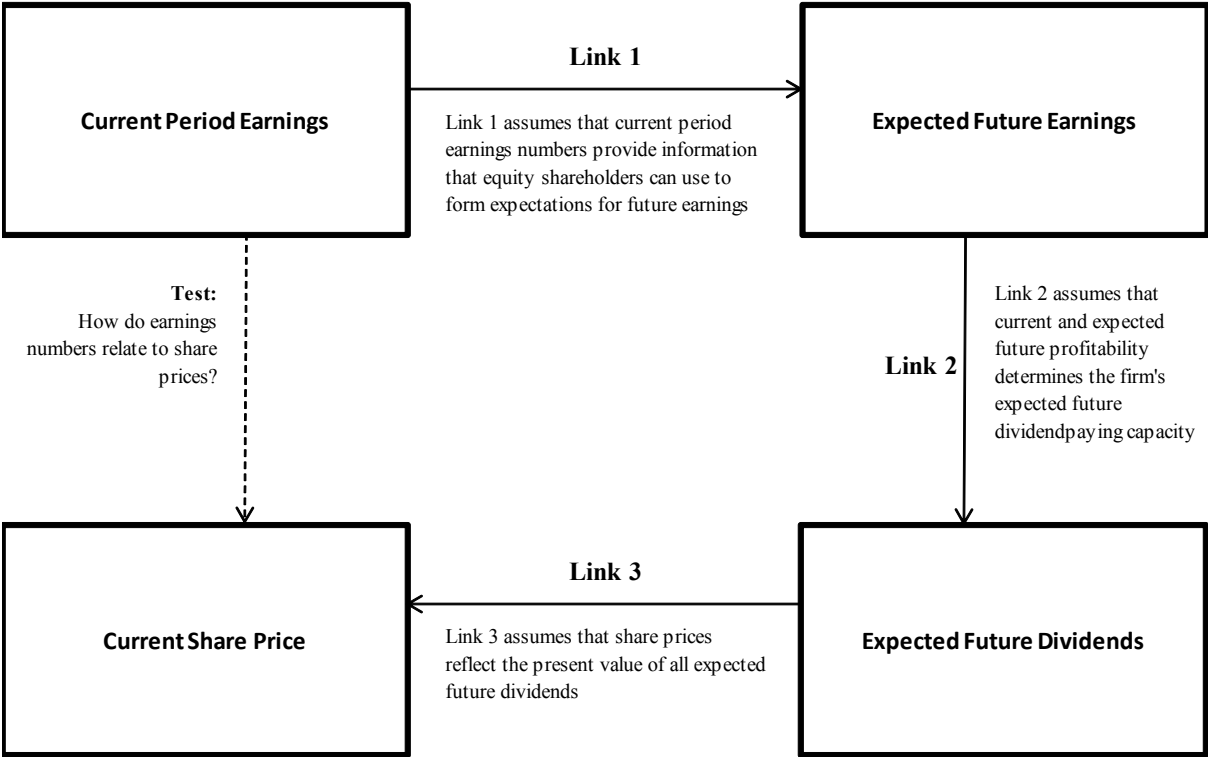 Link 1
Current Period Earnings
Link 1 assumes that current period
earnings numbers provide information
that equity shareholders can use to
form expectations for future earnings
Expected Future Earnings
Test:
How do earnings
numbers relate to share
prices?
Link 2
Link 2 assumes that
current and expected
future profitability
determines the firm's
expected future
dividendpaying capacity
Link 3
Current Share Price
Link 3 assumes that share prices
reflect the present value of all expected
future dividends
Expected Future Dividends